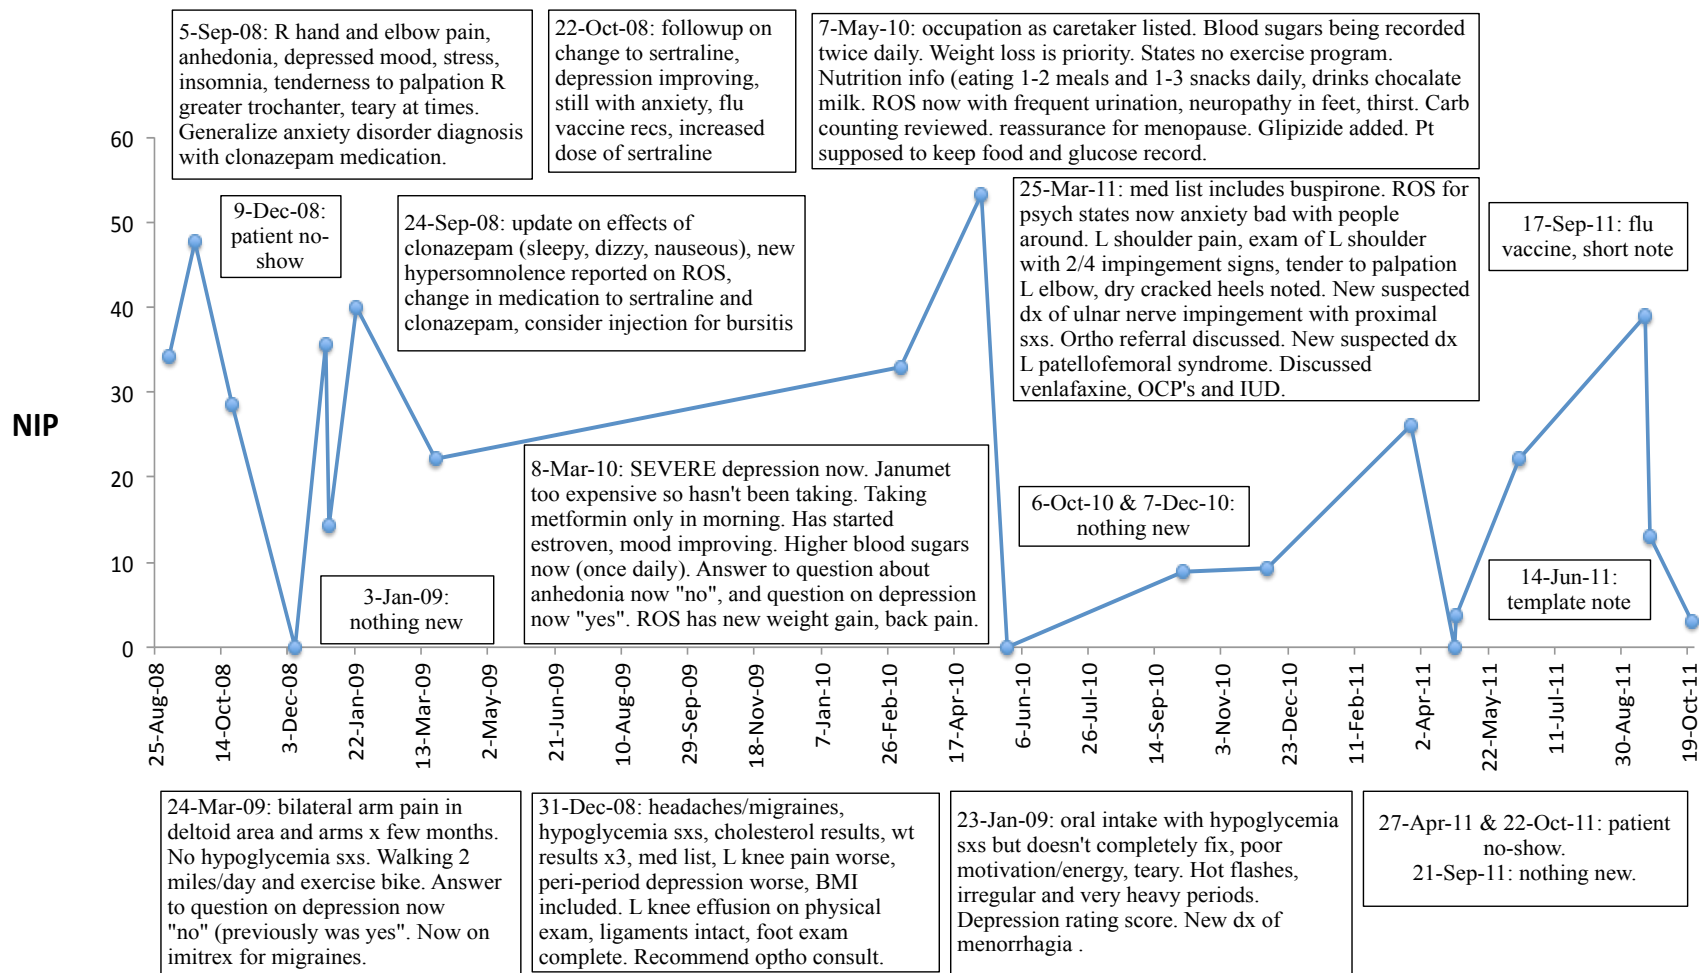 5-Sep-08: R hand and elbow pain,
anhedonia, depressed mood, stress,
insomnia, tenderness to palpation R
greater trochanter, teary at times.
Generalize anxiety disorder diagnosis
with clonazepam medication.
22-Oct-08: followup on
change to sertraline,
depression improving,
still with anxiety, flu
vaccine recs, increased
dose of sertraline
7-May-10: occupation as caretaker listed. Blood sugars being recorded
twice daily. Weight loss is priority. States no exercise program.
Nutrition info (eating 1-2 meals and 1-3 snacks daily, drinks chocalate
milk. ROS now with frequent urination, neuropathy in feet, thirst. Carb
counting reviewed. reassurance for menopause. Glipizide added. Pt
supposed to keep food and glucose record.
9-Dec-08:
patient no-
show
24-Sep-08: update on effects of
clonazepam (sleepy, dizzy, nauseous), new
hypersomnolence reported on ROS,
change in medication to sertraline and
clonazepam, consider injection for bursitis
25-Mar-11: med list includes buspirone. ROS for
psych states now anxiety bad with people
around. L shoulder pain, exam of L shoulder
with 2/4 impingement signs, tender to palpation
L elbow, dry cracked heels noted. New suspected
dx of ulnar nerve impingement with proximal
sxs. Ortho referral discussed. New suspected dx
L patellofemoral syndrome. Discussed
venlafaxine, OCP's and IUD.
17-Sep-11: flu
vaccine, short note
NIP
60
50
40
30
20
10
0
3-Jan-09:
nothing new
8-Mar-10: SEVERE depression now. Janumet
too expensive so hasn't been taking. Taking
metformin only in morning. Has started
estroven, mood improving. Higher blood sugars
now (once daily). Answer to question about
anhedonia now "no", and question on depression
now "yes". ROS has new weight gain, back pain.
6-Oct-10 & 7-Dec-10:
nothing new
14-Jun-11:
template note
25-Aug-08
14-Oct-08
3-Dec-08
22-Jan-09
13-Mar-09
2-May-09
21-Jun-09
10-Aug-09
29-Sep-09
18-Nov-09
7-Jan-10
26-Feb-10
17-Apr-10
6-Jun-10
26-Jul-10
14-Sep-10
3-Nov-10
23-Dec-10
11-Feb-11
2-Apr-11
22-May-11
11-Jul-11
30-Aug-11
19-Oct-11
24-Mar-09: bilateral arm pain in
deltoid area and arms x few months.
No hypoglycemia sxs. Walking 2
miles/day and exercise bike. Answer
to question on depression now
"no" (previously was yes". Now on
imitrex for migraines.
31-Dec-08: headaches/migraines,
hypoglycemia sxs, cholesterol results, wt
results x3, med list, L knee pain worse,
peri-period depression worse, BMI
included. L knee effusion on physical
exam, ligaments intact, foot exam
complete. Recommend optho consult.
23-Jan-09: oral intake with hypoglycemia
sxs but doesn't completely fix, poor
motivation/energy, teary. Hot flashes,
irregular and very heavy periods.
Depression rating score. New dx of
menorrhagia .
27-Apr-11 & 22-Oct-11: patient
no-show.
21-Sep-11: nothing new.